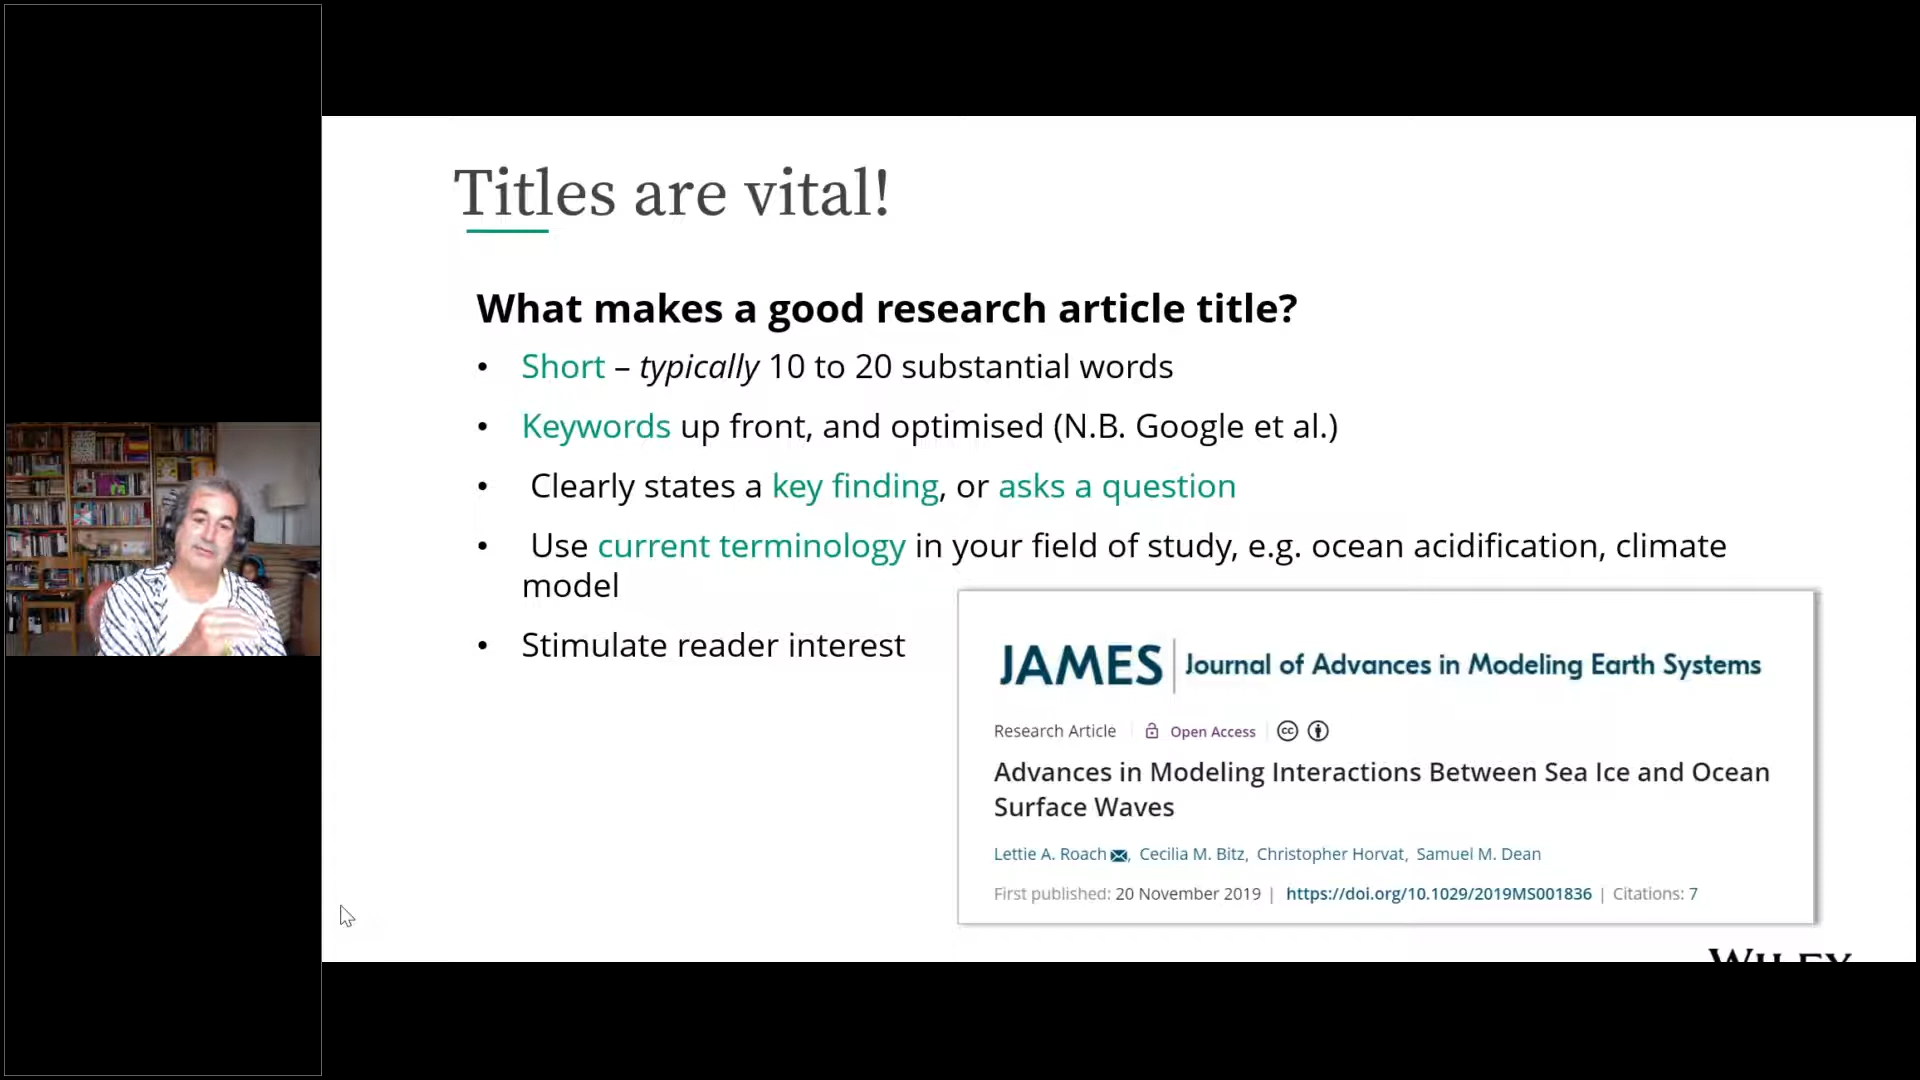 Titles are vital!
What makes a good research article title?
• Short – typically 10 to 20 substantial words
• Keywords up front, and optimised (N.B. Google et al.)
• Clearly states a key finding, or asks a question
• Use current terminology in your field of study, e.g. ocean acidification, climate
model
• Stimulate reader interest
JAMES | Journal of Advances in Modeling Earth Systems
Research Article Open Access cc
Advances in Modeling Interactions Between Sea Ice and Ocean
Surface Waves
Lettie A. Roach, Cecilia M. Bitz, Christopher Horvat, Samuel M. Dean
First published: 20 November 2019 | https://doi.org/10.1029/2019MS001836 | Citations: 7
WILEY